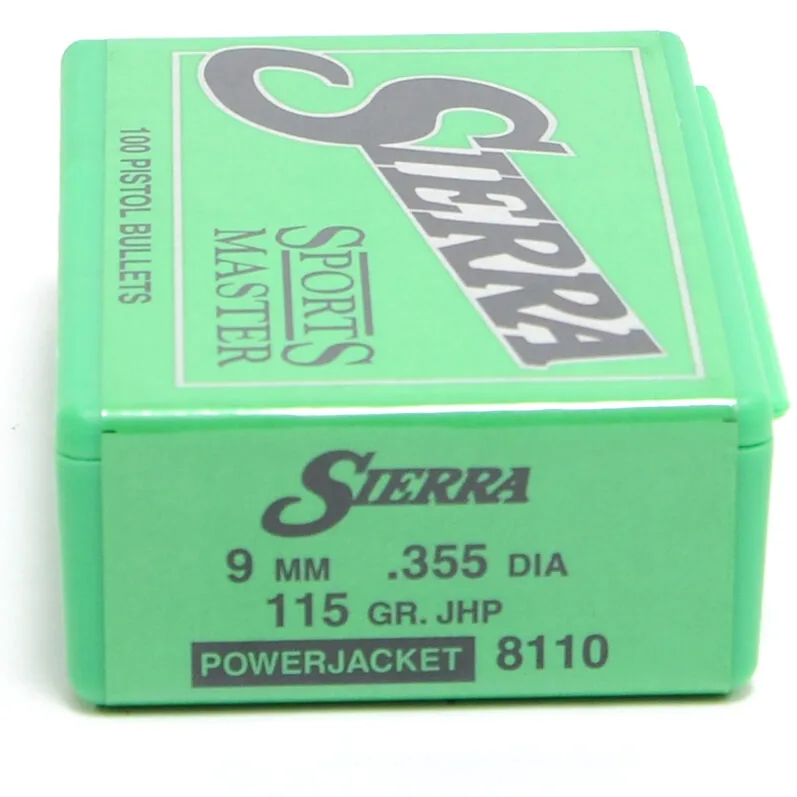 SIERRA
SPORTS
MASTER
100 PISTOL BULLETS
SIERRA
9 MM .355 DIA
115 GR. JHP
POWERJACKET 8110